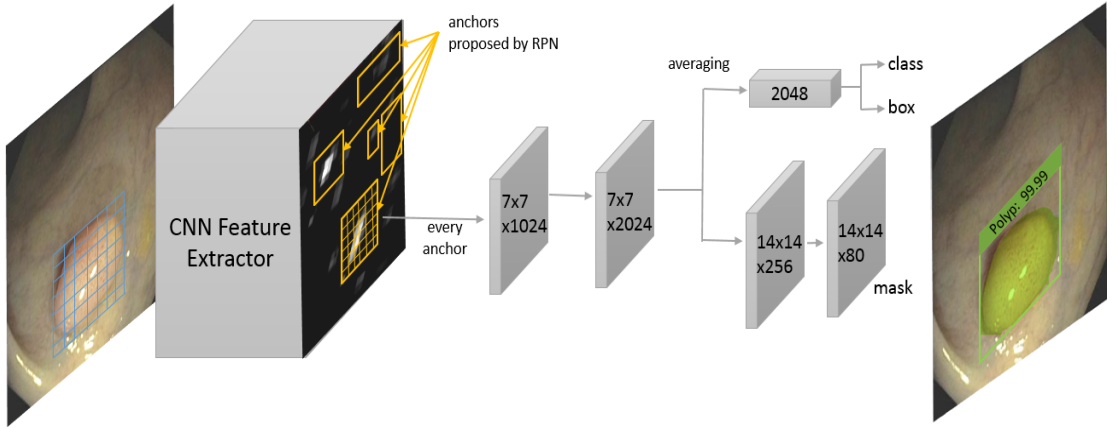 anchors
proposed by RPN
CNN Feature
Extractor
every
anchor
7x7
x1024
7x7
x2024
averaging
2048
class
box
14x14
x256
14x14
x80
mask
Polyp: 99.99